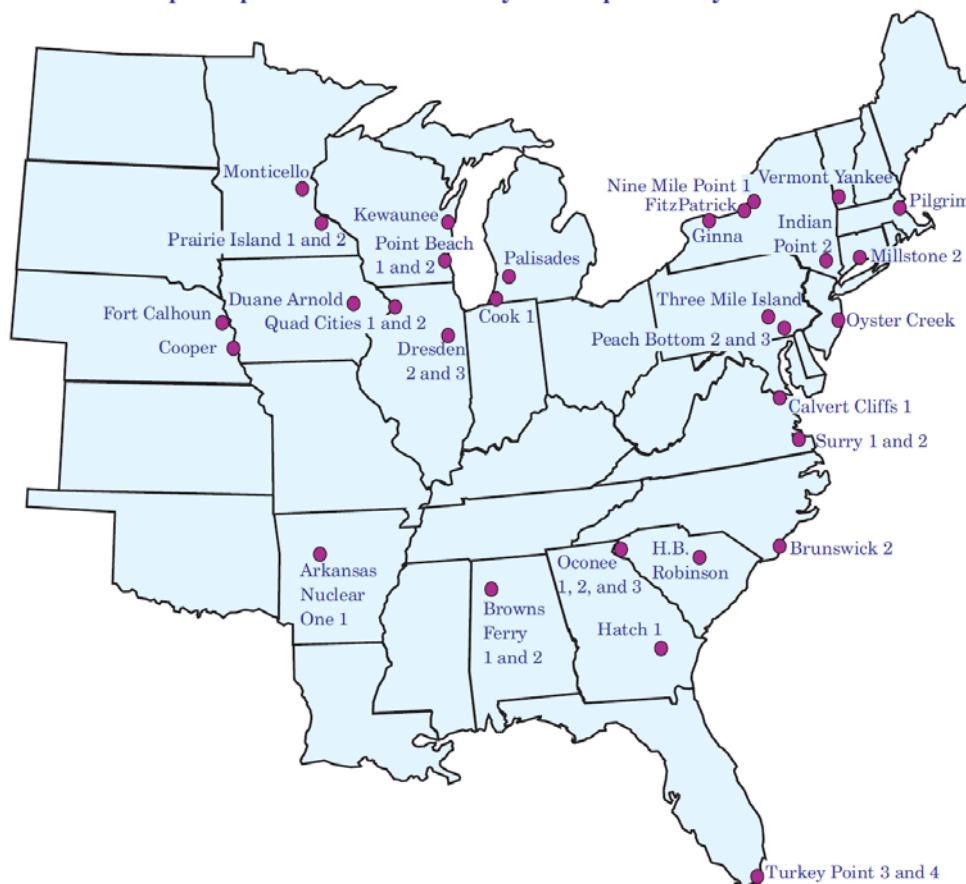 Monticello
Prairie Island 1 and 2
Kewaunee
Point Beach
1 and 2
Palisades
Cook 1
Nine Mile Point 1
FitzPatrick
Ginna
Vermont Yankee
Pilgrim
Indian
Point 2
Millstone 2
Fort Calhoun
Cooper
Duane Arnold
Quad Cities 1 and 2
Dresden
2 and 3
Three Mile Island
Peach Bottom 2 and 3
Oyster Creek
Calvert Cliffs 1
Surry 1 and 2
Arkansas
Nuclear
One 1
Browns
Ferry
1 and 2
Oconee
1, 2, and 3
H.B.
Robinson
Brunswick 2
Hatch 1
Turkey Point 3 and 4